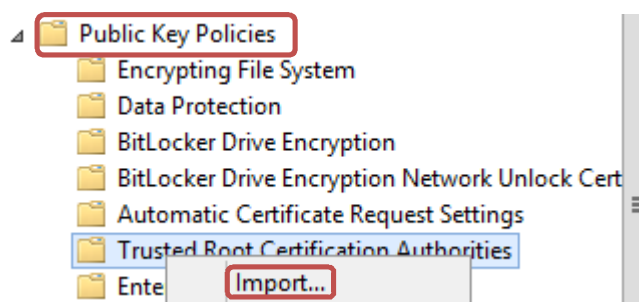 Public Key Policies
Encrypting File System
Data Protection
BitLocker Drive Encryption
BitLocker Drive Encryption Network Unlock Cert
Automatic Certificate Request Settings
Trusted Root Certification Authorities
Ente
Import...